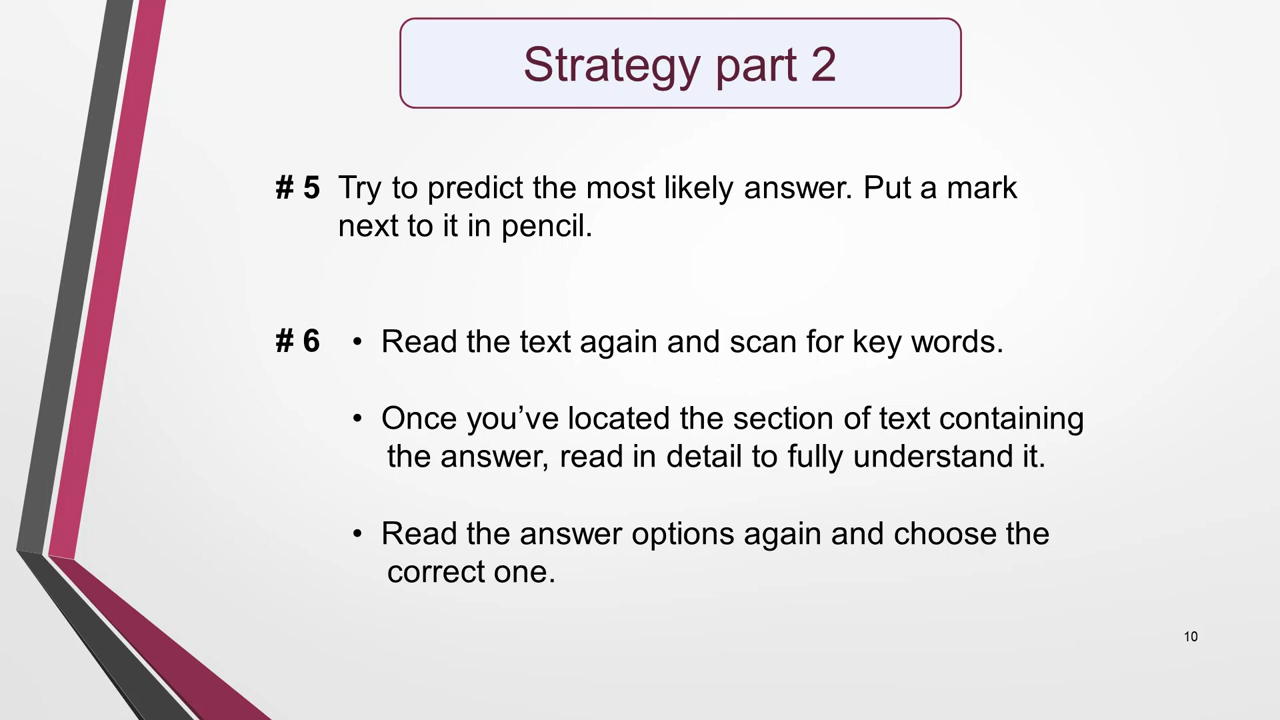 Strategy part 2
# 5 Try to predict the most likely answer. Put a mark
next to it in pencil.
# 6 • Read the text again and scan for key words.
• Once you’ve located the section of text containing
the answer, read in detail to fully understand it.
• Read the answer options again and choose the
correct one.
10